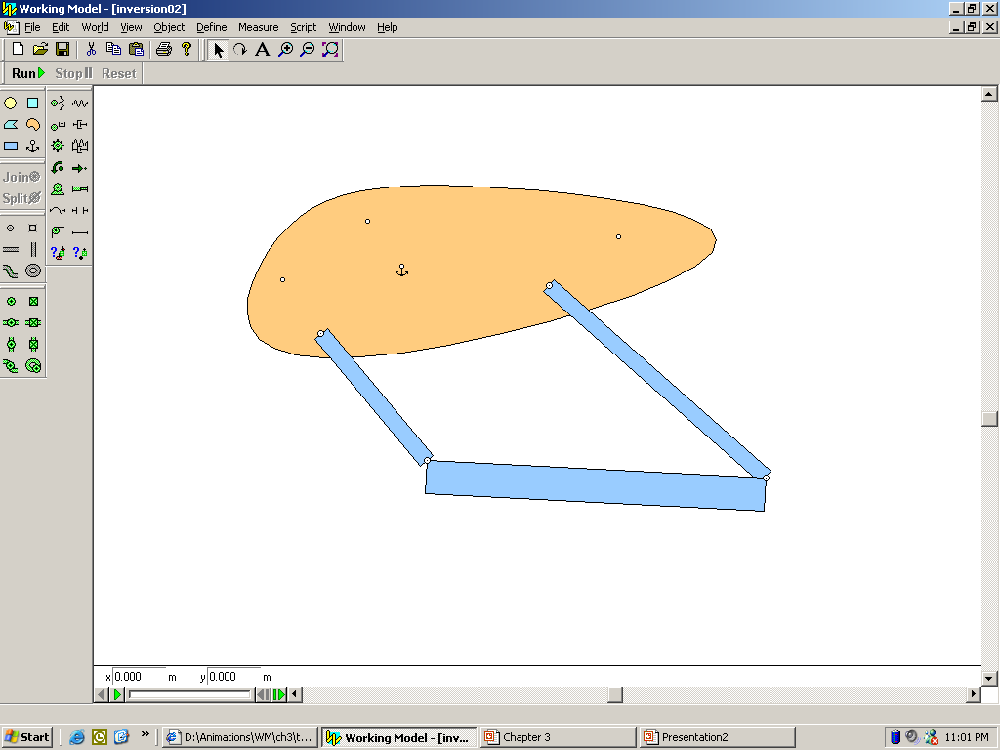 Working Model - [inversion02]
File Edit World View Object Define Measure Script Window Help
A ?
Run Stop Reset
Join
Split
? ?
x 0.000 m y 0.000 m
Start » D:\Animations\WM\ch3\t... Working Model - [inv... Chapter 3 Presentation2 11:01 PM